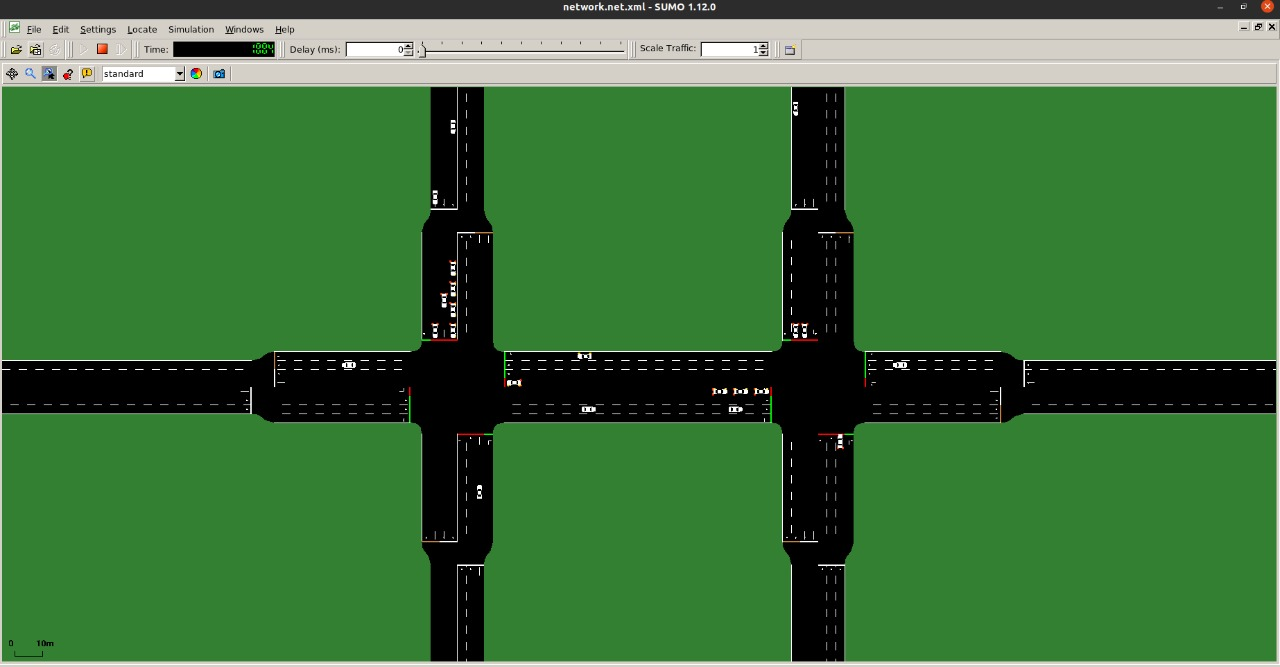 network.net.xml - SUMO 1.12.0
File Edit Settings Locate Simulation Windows Help
Time: Delay (ms): 0 Scale Traffic: 1
standard
0 10m